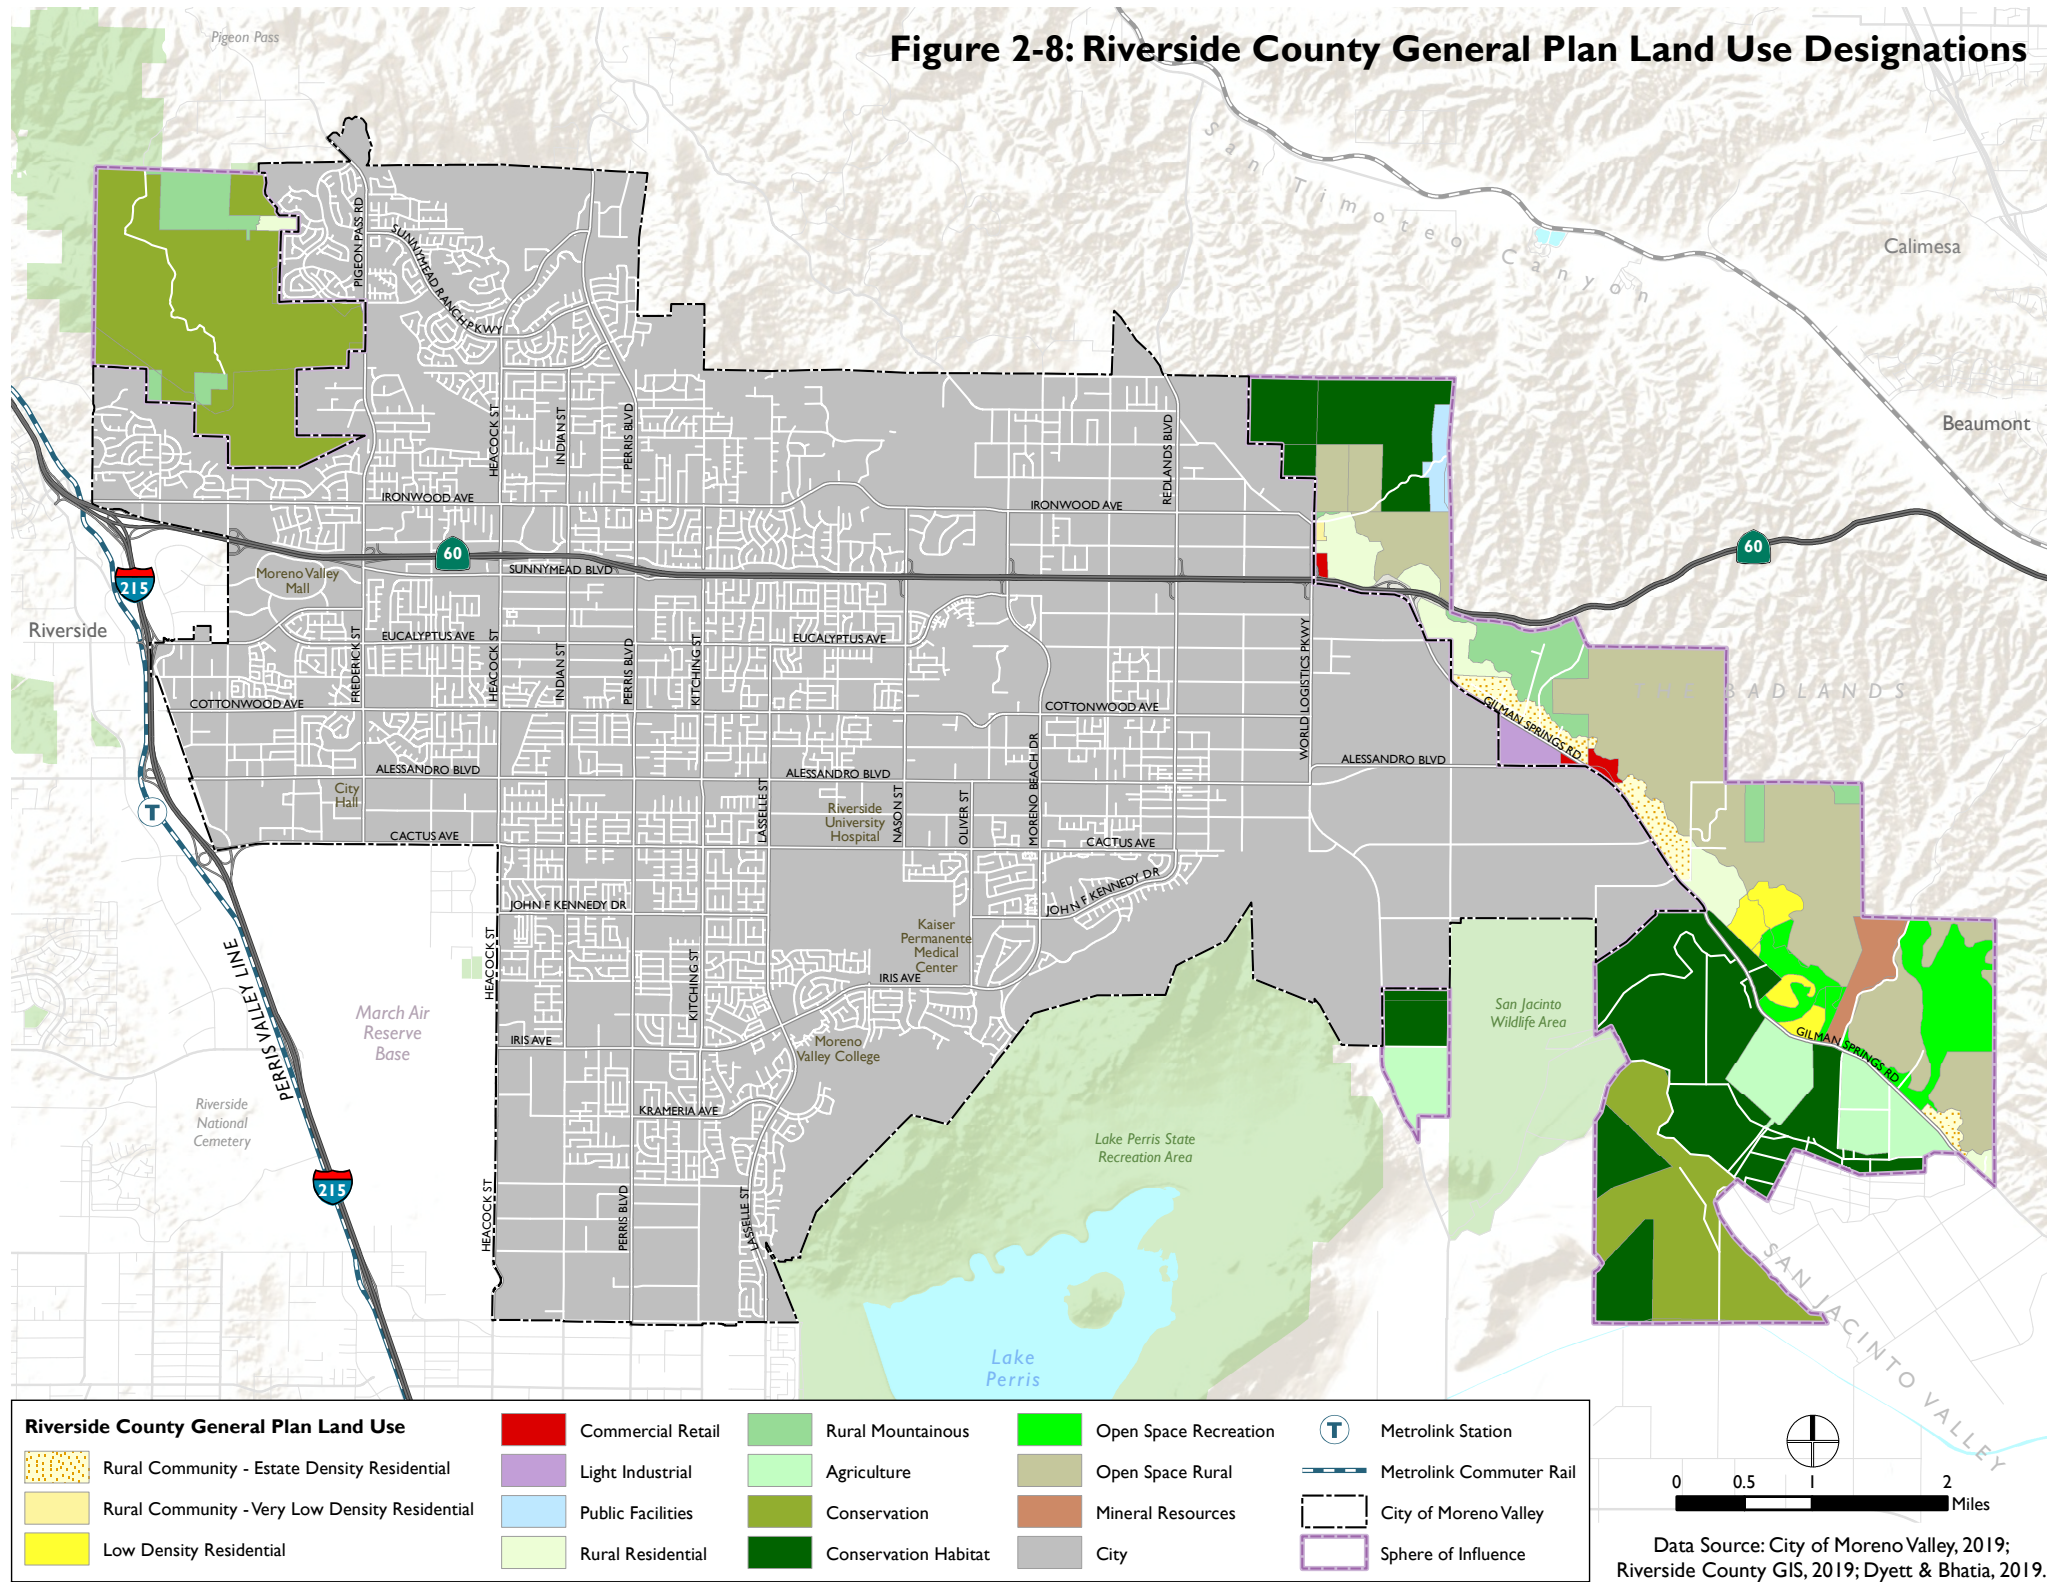 Figure 2-8: Riverside County General Plan Land Use Designations
Pigeon Pass
San Timoteo Canyon
Calimesa
Beaumont
PIGEON PASS RD
SUNNYMEAD RANCH PKWY
HEACOCK ST
INDIAN ST
PERRIS BLVD
REDLANDS BLVD
IRONWOOD AVE
IRONWOOD AVE
60
60
215
Moreno Valley
Mall
SUNNYMEAD BLVD
Riverside
FREDERICK ST
EUCALYPTUS AVE
HEACOCK ST
INDIAN ST
PERRIS BLVD
KITCHING ST
EUCALYPTUS AVE
WORLD LOGISTICS PKWY
THE BADLANDS
COTTONWOOD AVE
COTTONWOOD AVE
GILMAN SPRINGS RD
MORENO BEACH DR
ALESSANDRO BLVD
ALESSANDRO BLVD
ALESSANDRO BLVD
City
Hall
LASSELLE ST
Riverside
University
Hospital
NASON ST
OLIVER ST
T
CACTUS AVE
CACTUS AVE
JOHN F KENNEDY DR
JOHN F KENNEDY DR
Kaiser
Permanente
Medical
Center
HEACOCK ST
KITCHING ST
IRIS AVE
PERRIS VALLEY LINE
March Air
Reserve
Base
San Jacinto
Wildlife Area
IRIS AVE
Moreno
Valley College
GILMAN SPRINGS RD
Riverside
National
Cemetery
KRAMERIA AVE
Lake Perris State
Recreation Area
215
HEACOCK ST
PERRIS BLVD
LASSELLE ST
SAN JACINTO VALLEY
Lake
Perris
Riverside County General Plan Land Use
Rural Community - Estate Density Residential
Rural Community - Very Low Density Residential
Low Density Residential
Commercial Retail
Light Industrial
Public Facilities
Rural Residential
Rural Mountainous
Agriculture
Conservation
Conservation Habitat
Open Space Recreation
Open Space Rural
Mineral Resources
City
T Metrolink Station
Metrolink Commuter Rail
City of Moreno Valley
Sphere of Influence
0 0.5 1 2
Miles
Data Source: City of Moreno Valley, 2019;
Riverside County GIS, 2019; Dyett & Bhatia, 2019.